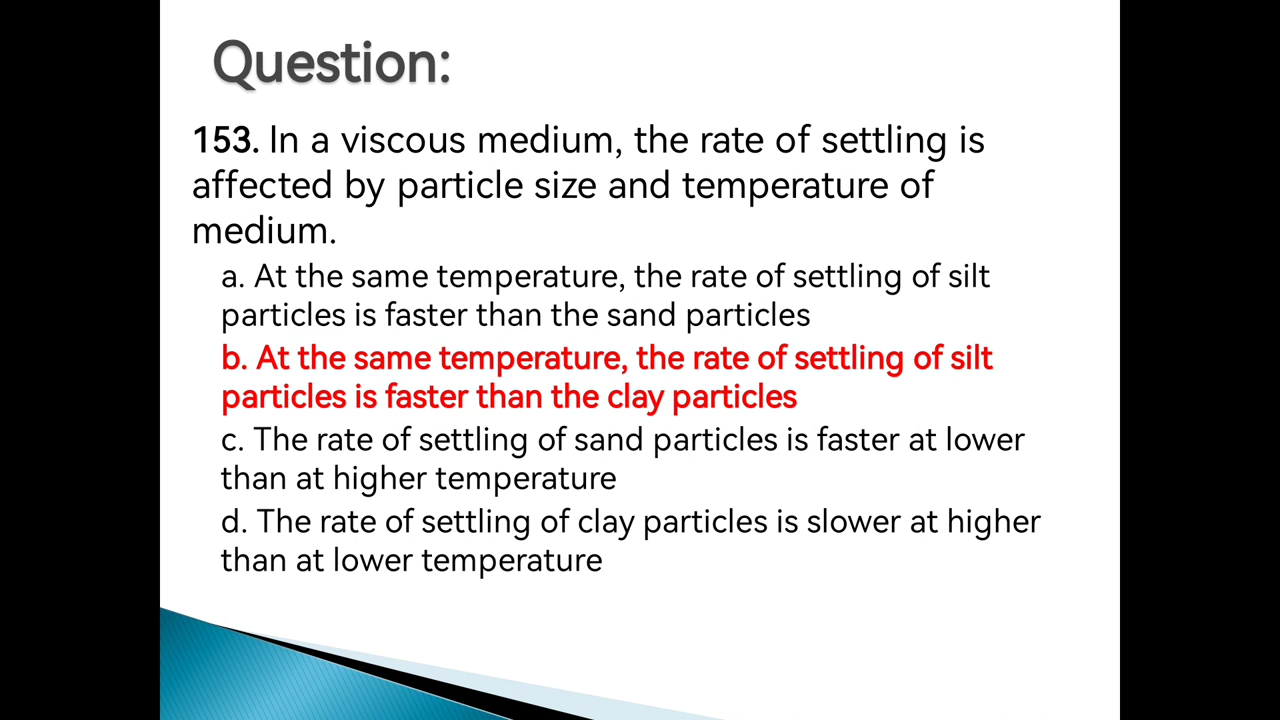 Question:
153. In a viscous medium, the rate of settling is
affected by particle size and temperature of
medium.
a. At the same temperature, the rate of settling of silt
particles is faster than the sand particles
b. At the same temperature, the rate of settling of silt
particles is faster than the clay particles
c. The rate of settling of sand particles is faster at lower
than at higher temperature
d. The rate of settling of clay particles is slower at higher
than at lower temperature